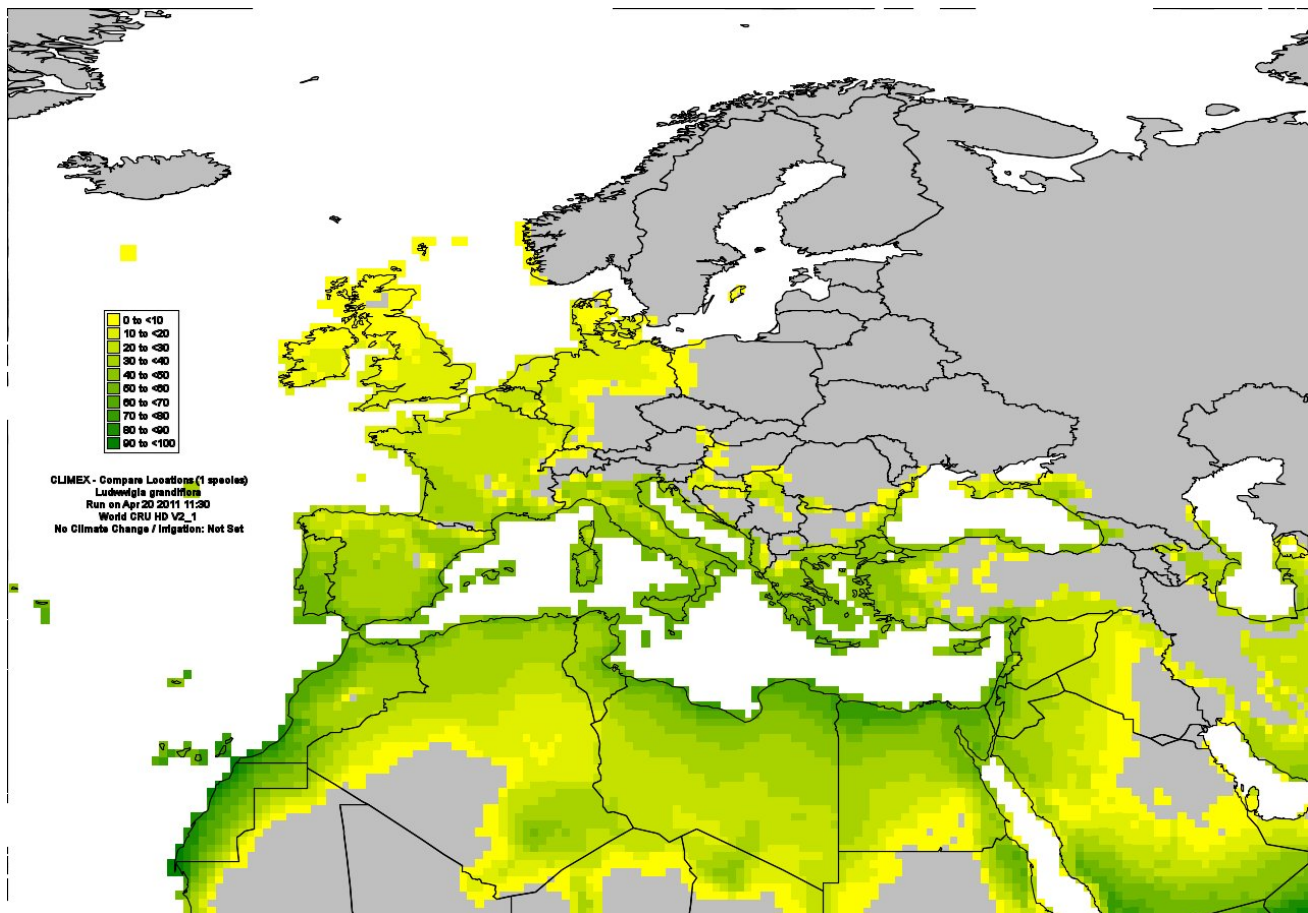 0 to <10
10 to <20
20 to <30
30 to <40
40 to <50
50 to <60
60 to <70
70 to <80
80 to <90
90 to <100
CLIMEX - Compare Locations (1 species)
Ludwwigia grandiflora
Run on Apr 20 2011 11:30
World CRU HD V2_1
No Climate Change / Irrigation: Not Set